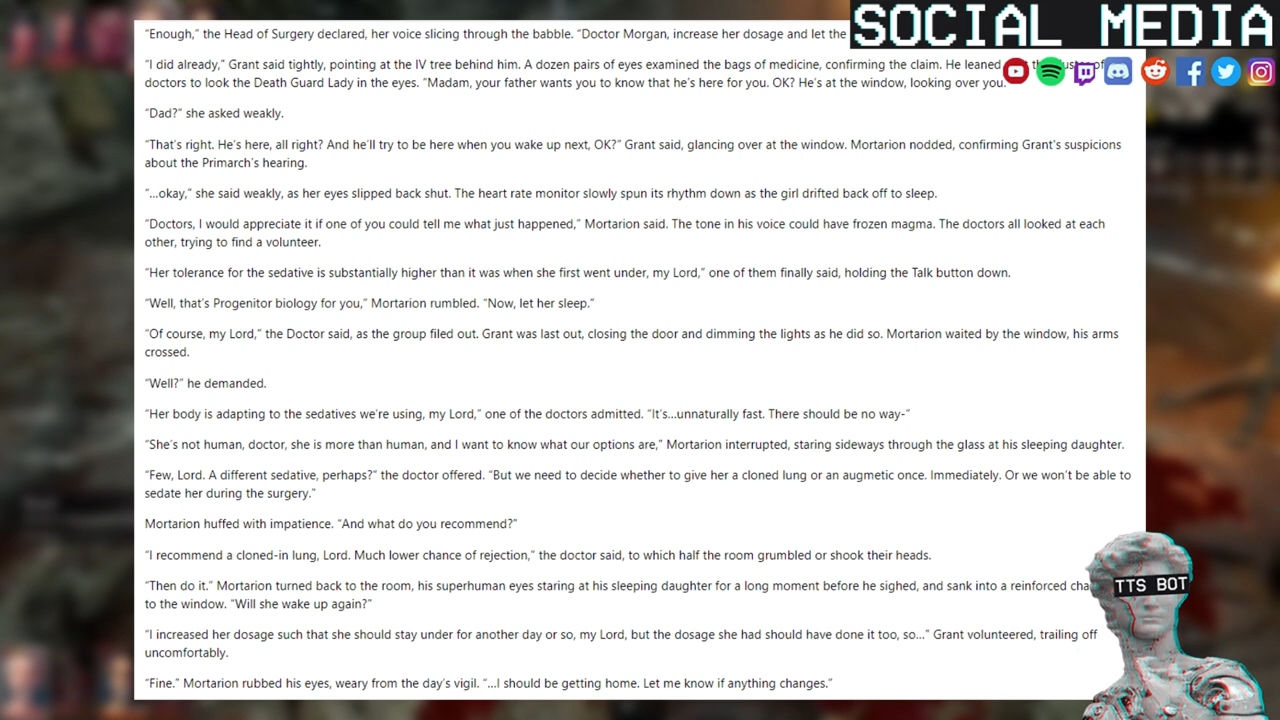 SOCIAL MEDIA
“Enough,” the Head of Surgery declared, her voice slicing through the babble. “Doctor Morgan, increase her dosage and let the
“I did already,” Grant said tightly, pointing at the IV tree behind him. A dozen pairs of eyes examined the bags of medicine, confirming the claim. He leaned of
doctors to look the Death Guard Lady in the eyes. “Madam, your father wants you to know that he’s here for you. OK? He’s at the window, looking over you.”
“Dad?” she asked weakly.
“That’s right. He’s here, all right? And he’ll try to be here when you wake up next, OK?” Grant said, glancing over at the window. Mortarion nodded, confirming Grant’s suspicions
about the Primarch’s hearing.
“…okay,” she said weakly, as her eyes slipped back shut. The heart rate monitor slowly spun its rhythm down as the girl drifted back off to sleep.
“Doctors, I would appreciate it if one of you could tell me what just happened,” Mortarion said. The tone in his voice could have frozen magma. The doctors all looked at each
other, trying to find a volunteer.
“Her tolerance for the sedative is substantially higher than it was when she first went under, my Lord,” one of them finally said, holding the Talk button down.
“Well, that’s Progenitor biology for you,” Mortarion rumbled. “Now, let her sleep.”
“Of course, my Lord,” the Doctor said, as the group filed out. Grant was last out, closing the door and dimming the lights as he did so. Mortarion waited by the window, his arms
crossed.
“Well?” he demanded.
“Her body is adapting to the sedatives we’re using, my Lord,” one of the doctors admitted. “It’s…unnaturally fast. There should be no way-”
“She’s not human, doctor, she is more than human, and I want to know what our options are,” Mortarion interrupted, staring sideways through the glass at his sleeping daughter.
“Few, Lord. A different sedative, perhaps?” the doctor offered. “But we need to decide whether to give her a cloned lung or an augmetic once. Immediately. Or we won’t be able to
sedate her during the surgery.”
Mortarion huffed with impatience. “And what do you recommend?”
“I recommend a cloned-in lung, Lord. Much lower chance of rejection,” the doctor said, to which half the room grumbled or shook their heads.
“Then do it.” Mortarion turned back to the room, his superhuman eyes staring at his sleeping daughter for a long moment before he sighed, and sank into a reinforced
to the window. “Will she wake up again?”
“I increased her dosage such that she should stay under for another day or so, my Lord, but the dosage she had should have done it too, so…” Grant volunteered, trailing off
uncomfortably.
“Fine.” Mortarion rubbed his eyes, weary from the day’s vigil. “…I should be getting home. Let me know if anything changes.”
TTS BOT